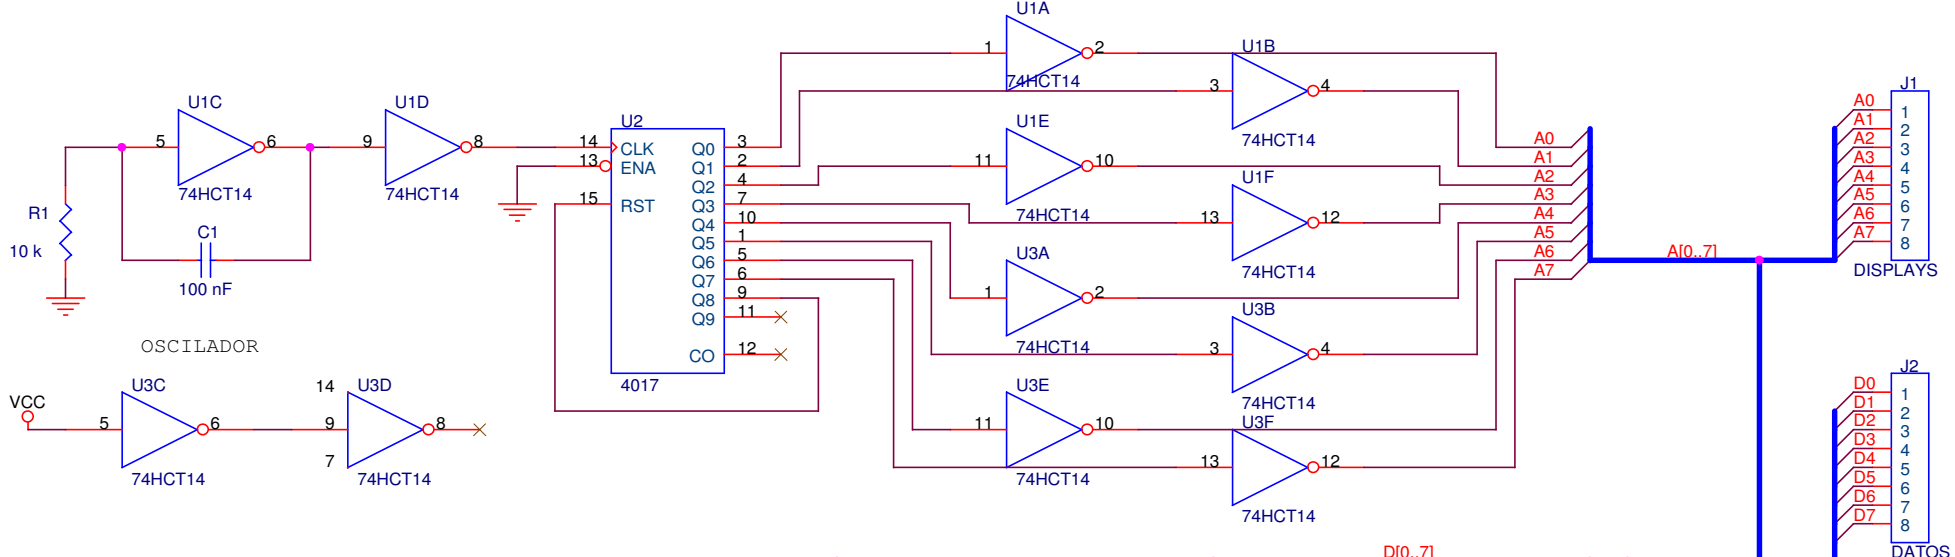 U1A
1
2
74HCT14
U1B
3
4
74HCT14
U1C
5
6
74HCT14
U1D
9
8
74HCT14
R1
10 k
C1
100 nF
OSCILADOR
VCC
U3C
5
6
74HCT14
14
U3D
9
8
7
74HCT14
U2
14 CLK
13 ENA
15 RST
Q0 3
Q1 2
Q2 4
Q3 7
Q4 10
Q5 1
Q6 5
Q7 6
Q8 9
Q9 11
CO 12
4017
U1E
11
10
74HCT14
U1F
13
12
74HCT14
U3A
1
2
74HCT14
U3B
3
4
74HCT14
U3E
11
10
74HCT14
U3F
13
12
74HCT14
A0
A1
A2
A3
A4
A5
A6
A7
A[0..7]
J1
A0 1
A1 2
A2 3
A3 4
A4 5
A5 6
A6 7
A7 8
DISPLAYS
J2
D0 1
D1 2
D2 3
D3 4
D4 5
D5 6
D6 7
D7 8
DATOS
D[0..7]